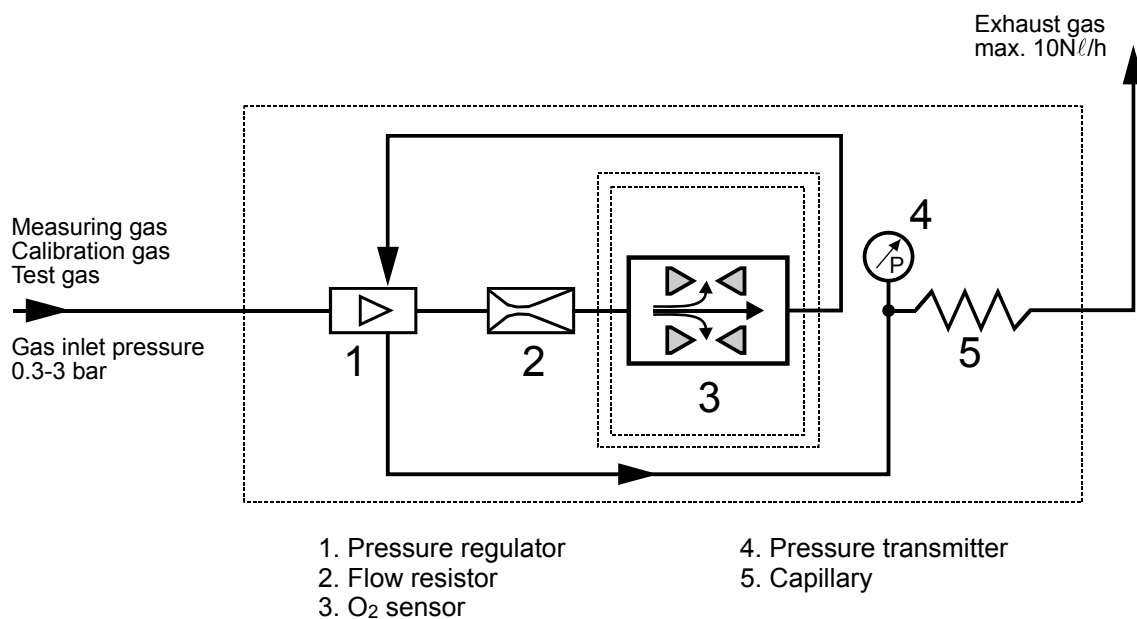 Exhaust gas
max. 10Nℓ/h
Measuring gas
Calibration gas
Test gas
Gas inlet pressure
0.3-3 bar
1
2
3
4
P
5
1. Pressure regulator
2. Flow resistor
3. O₂ sensor
4. Pressure transmitter
5. Capillary